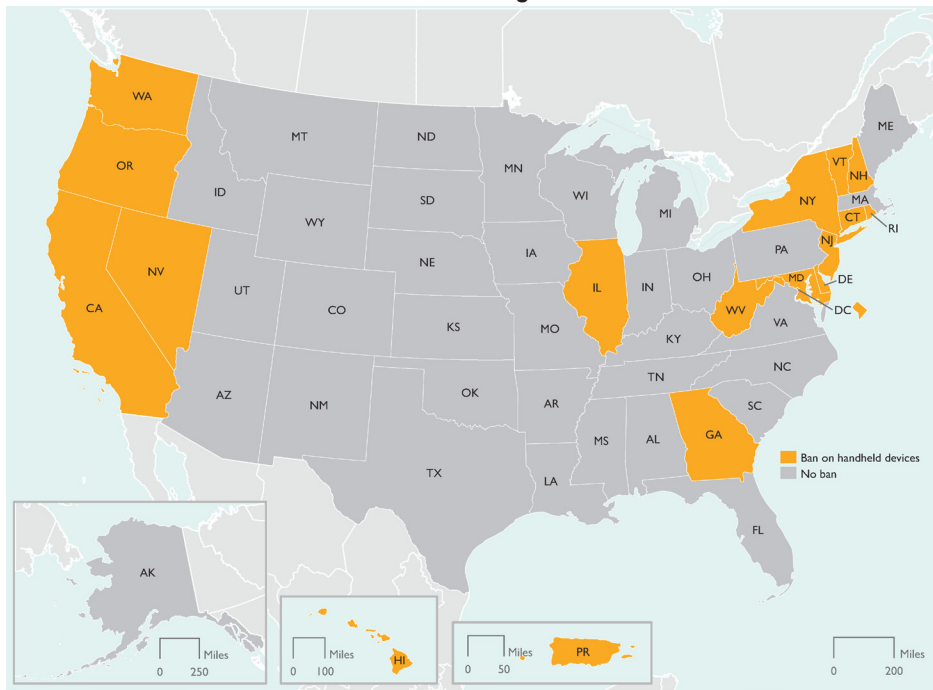 WA
MT
ND
ME
OR
MN
VT
NH
ID
SD
WI
NY
MA
WY
MI
CT
RI
NE
IA
PA
NJ
NV
UT
IL
IN
OH
MD
DE
CA
CO
WV
DC
KS
MO
KY
VA
TN
NC
AZ
NM
OK
AR
SC
MS
AL
GA
TX
LA
Ban on handheld devices
No ban
FL
AK
Miles
0 250
HI
Miles
0 100
PR
Miles
0 50
Miles
0 200